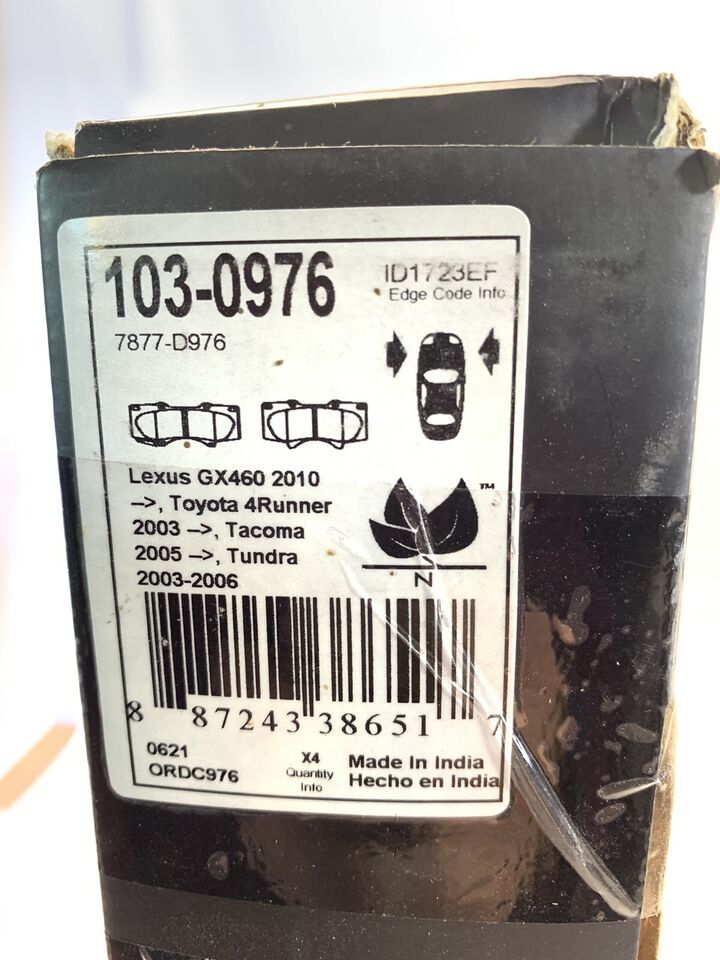 103-0976
ID1723EF
Edge Code Info
7877-D976
Lexus GX460 2010
-->, Toyota 4Runner
2003 -->, Tacoma
2005 -->, Tundra
2003-2006
TM
N
8 87243 38651 7
0621
ORDC976
X4
Quantity
Info
Made In India
Hecho en India